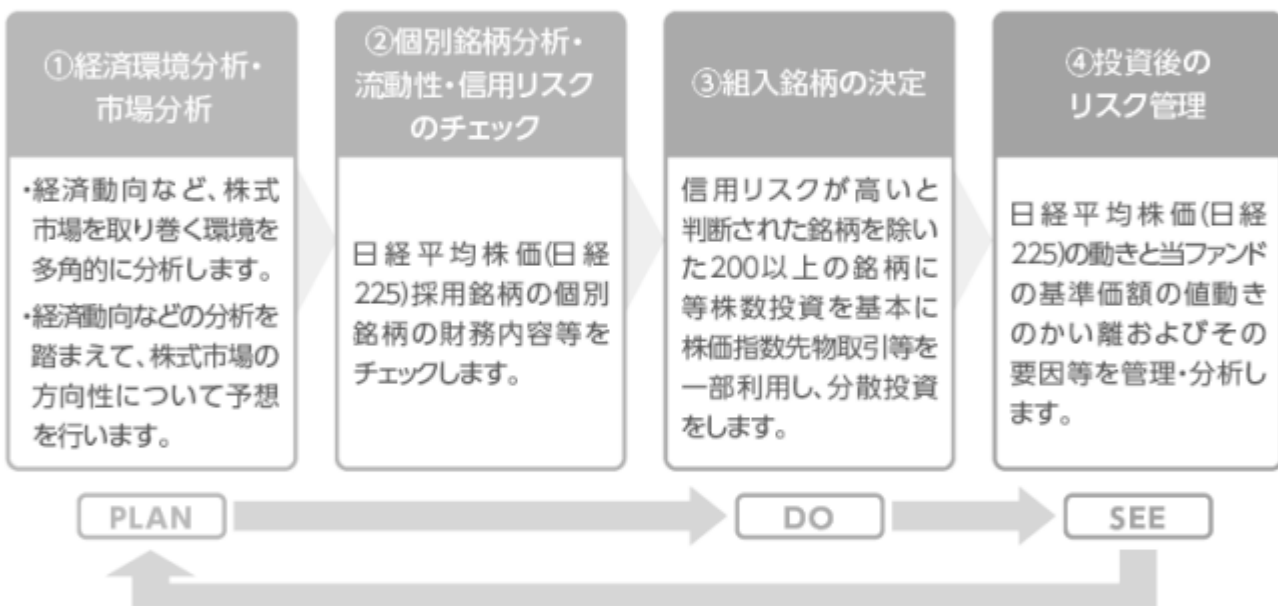 ①経済環境分析・
市場分析
・経済動向など、株式
市場を取り巻く環境を
多角的に分析します。
・経済動向などの分析を
踏まえて、株式市場の
方向性について予想
を行います。
②個別銘柄分析・
流動性・信用リスク
のチェック
日経平均株価(日経
225)採用銘柄の個別
銘柄の財務内容等を
チェックします。
③組入銘柄の決定
信用リスクが高いと
判断された銘柄を除い
た200以上の銘柄に
等株数投資を基本に
株価指数先物取引等を
一部利用し、分散投資
をします。
④投資後の
リスク管理
日経平均株価(日経
225)の動きと当ファンド
の基準価額の値動き
のかい離およびその
要因等を管理・分析し
ます。
PLAN
DO
SEE